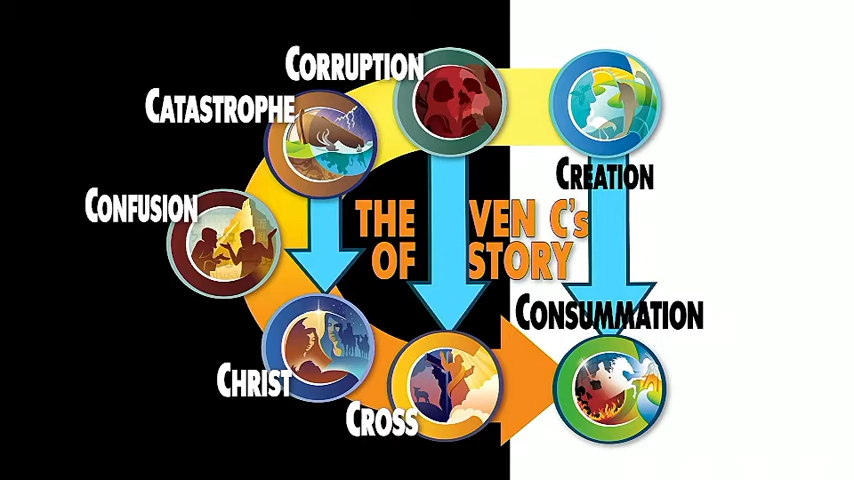 CORRUPTION
CATASTROPHE
CREATION
CONFUSION
THE VEN C's
OF STORY
CONSUMMATION
CHRIST
CROSS